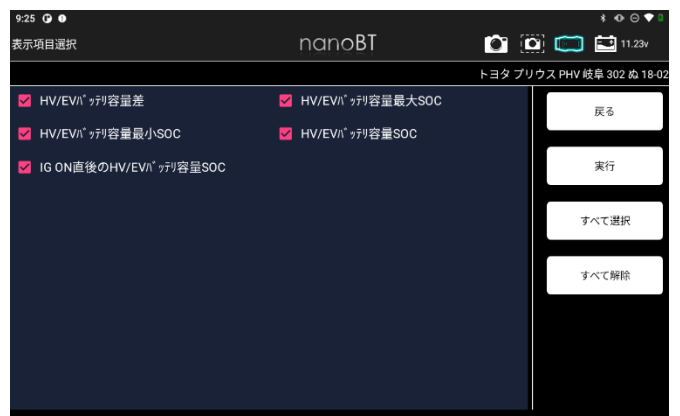 9:25
表示項目選択
nanoBT
11.23v
トヨタ プリウス PHV 岐阜 302 ぬ 18-02
HV/EVﾊﾞｯﾃﾘ容量差
HV/EVﾊﾞｯﾃﾘ容量最大SOC
HV/EVﾊﾞｯﾃﾘ容量最小SOC
HV/EVﾊﾞｯﾃﾘ容量SOC
IG ON直後のHV/EVﾊﾞｯﾃﾘ容量SOC
戻る
実行
すべて選択
すべて解除